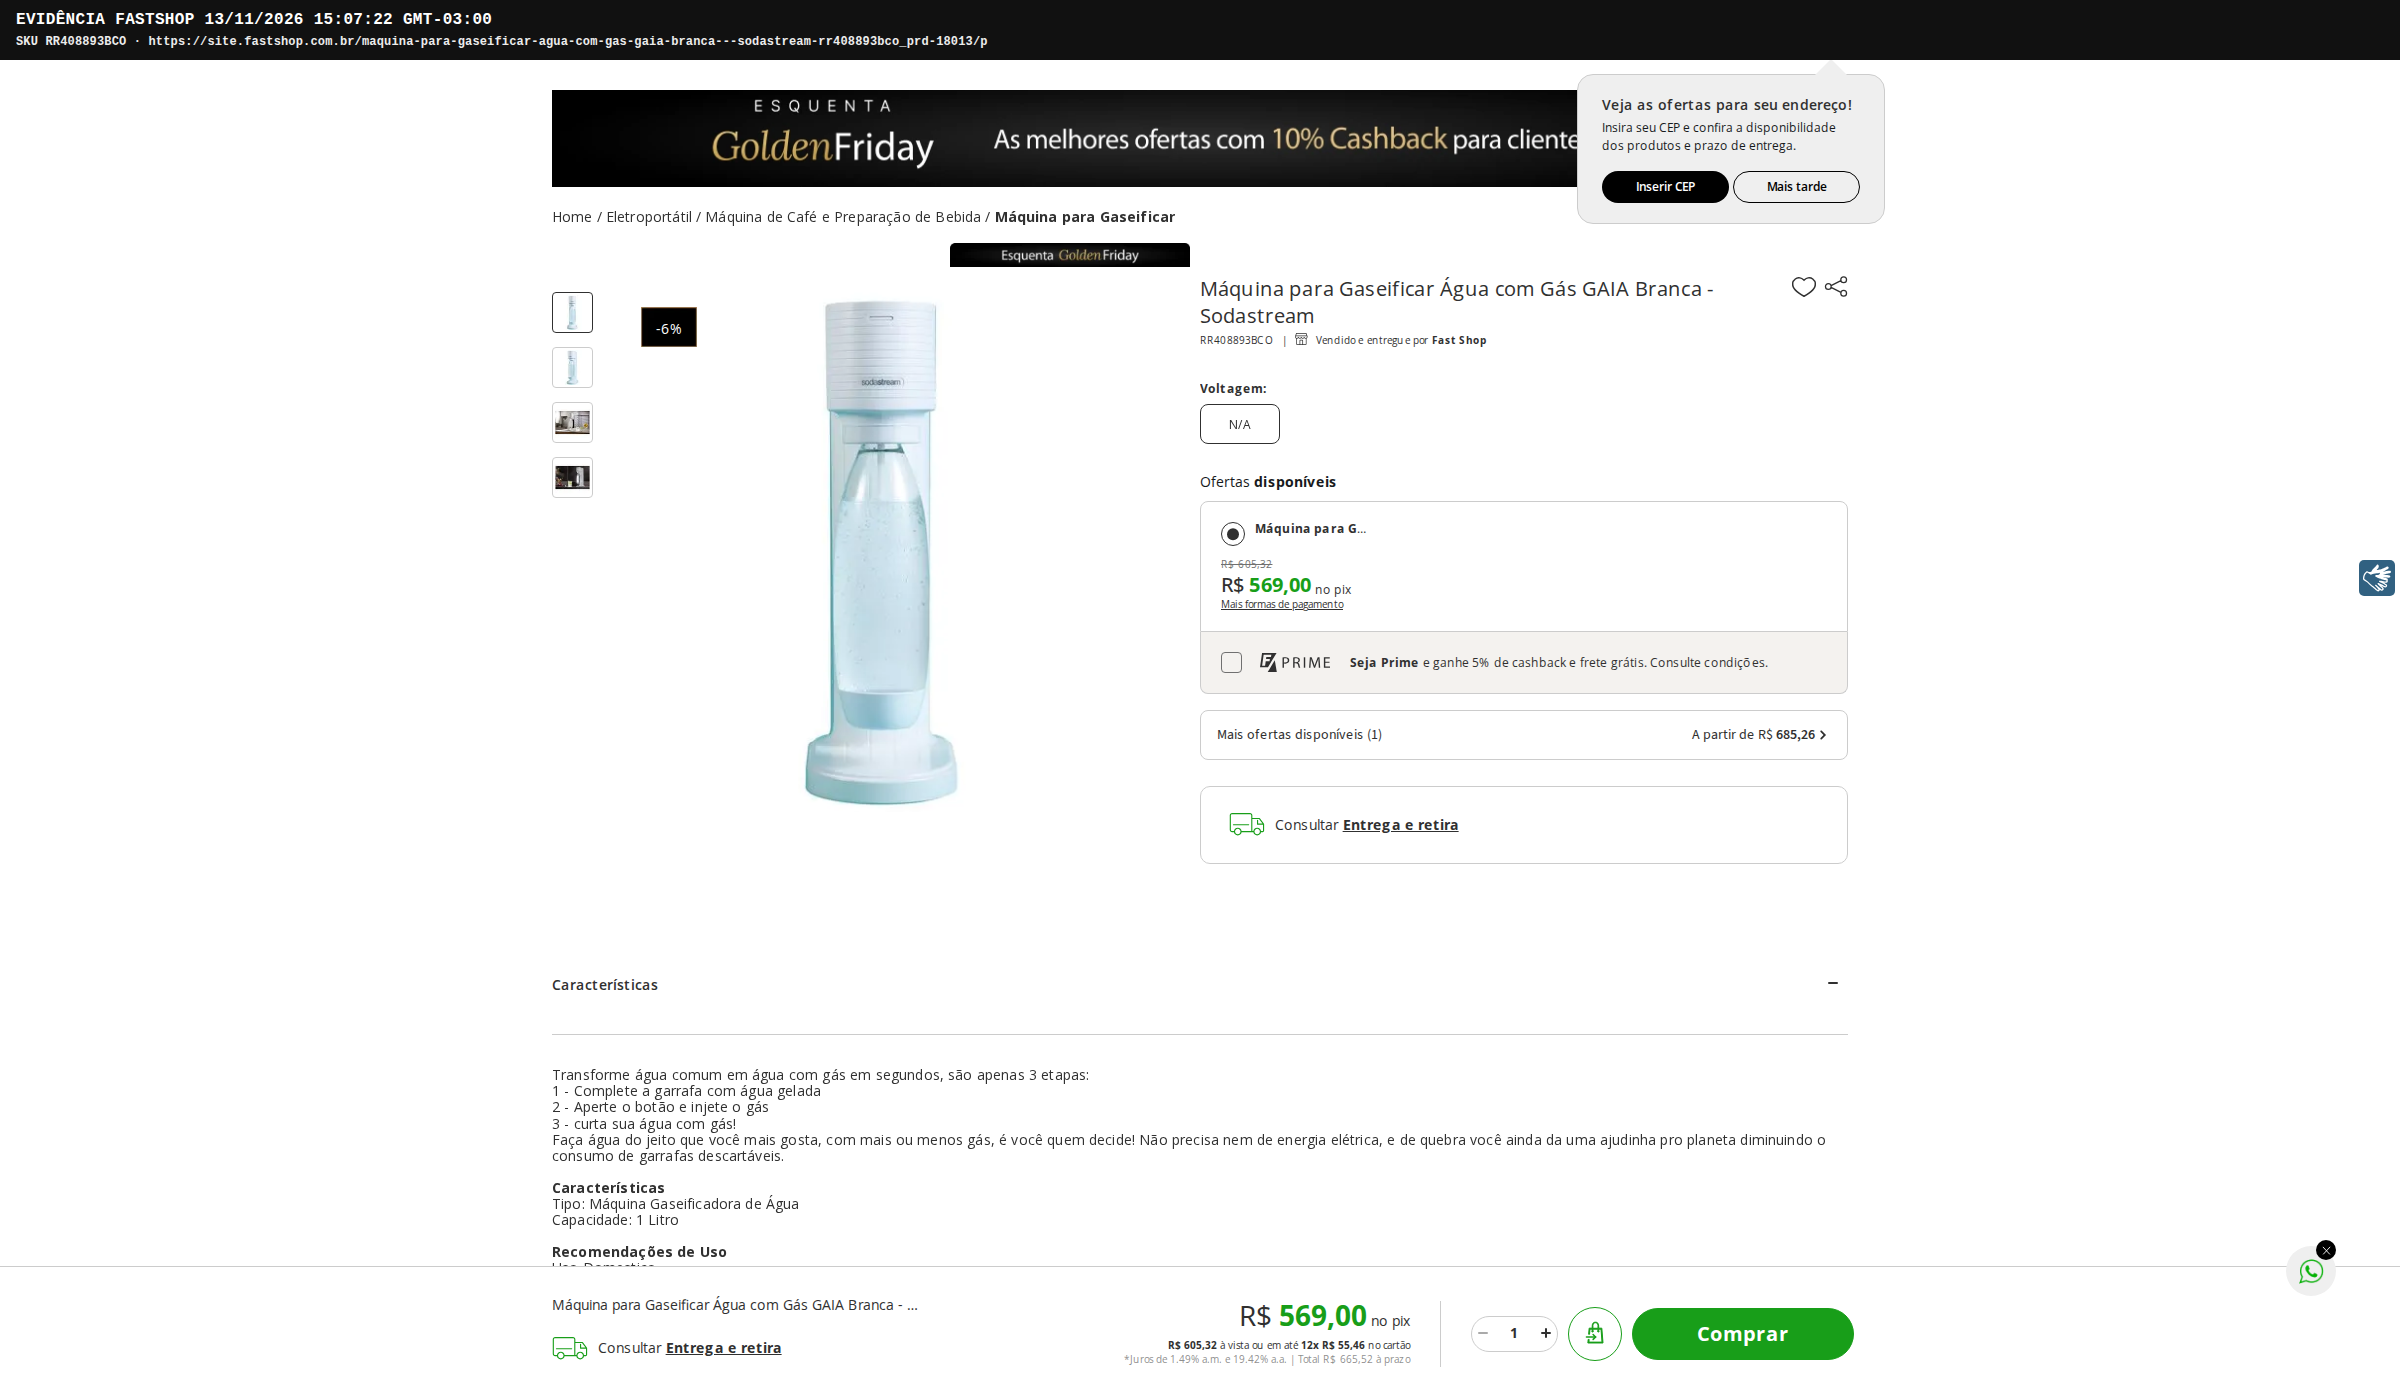 EVIDÊNCIA FASTSHOP 13/11/2026 15:07:22 GMT-03:00
SKU RR408893BCO · https://site.fastshop.com.br/maquina-para-gaseificar-agua-com-gas-gaia-branca---sodastream-rr408893bco_prd-18013/p
Veja as ofertas para seu endereço!
Insira seu CEP e confira a disponibilidade
dos produtos e prazo de entrega.
Inserir CEP
Mais tarde
ESQUENTA
GoldenFriday
As melhores ofertas com 10% Cashback para cliente
Home / Eletroportátil / Máquina de Café e Preparação de Bebida / Máquina para Gaseificar
Esquenta GoldenFriday
-6%
sodastream
Máquina para Gaseificar Água com Gás GAIA Branca -
Sodastream
RR408893BCO | Vendido e entregue por Fast Shop
Voltagem:
N/A
Ofertas disponíveis
Máquina para G...
R$ 605,32
R$ 569,00 no pix
Mais formas de pagamento
PRIME Seja Prime e ganhe 5% de cashback e frete grátis. Consulte condições.
Mais ofertas disponíveis (1)
A partir de R$ 685,26
Consultar Entrega e retira
Características
Transforme água comum em água com gás em segundos, são apenas 3 etapas:
1 - Complete a garrafa com água gelada
2 - Aperte o botão e injete o gás
3 - curta sua água com gás!
Faça água do jeito que você mais gosta, com mais ou menos gás, é você quem decide! Não precisa nem de energia elétrica, e de quebra você ainda da uma ajudinha pro planeta diminuindo o
consumo de garrafas descartáveis.
Características
Tipo: Máquina Gaseificadora de Água
Capacidade: 1 Litro
Recomendações de Uso
Máquina para Gaseificar Água com Gás GAIA Branca - ...
Consultar Entrega e retira
R$ 569,00 no pix
R$ 605,32 à vista ou em até 12x R$ 55,46 no cartão
*Juros de 1.49% a.m. e 19.42% a.a. | Total R$ 665,52 à prazo
1
Comprar